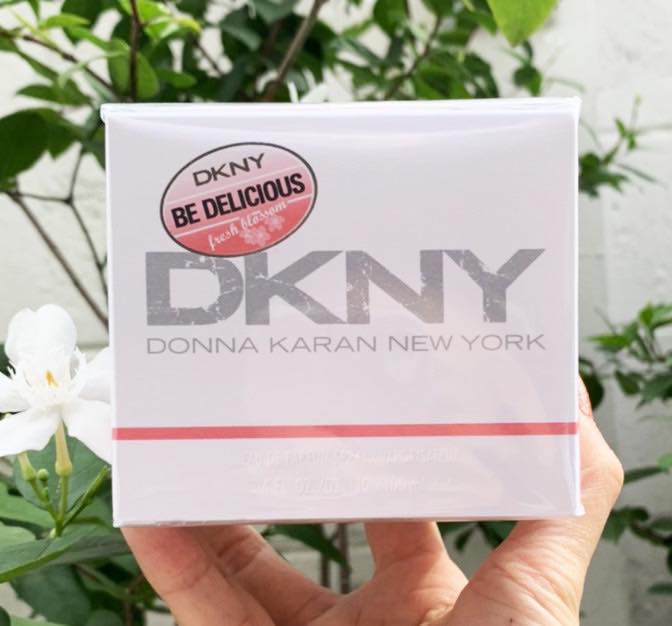 DKNY
BE DELICIOUS
fresh blossom
DKNY
DONNA KARAN NEW YORK